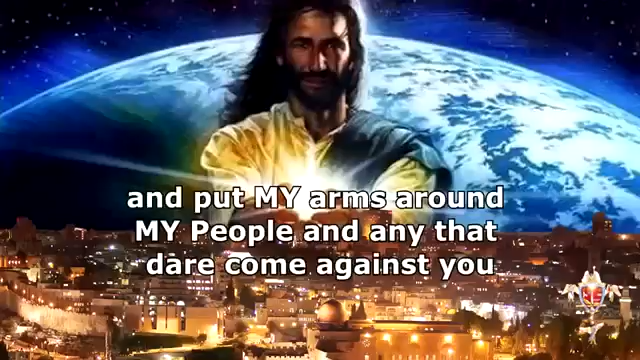 and put MY arms around
MY People and any that
dare come against you